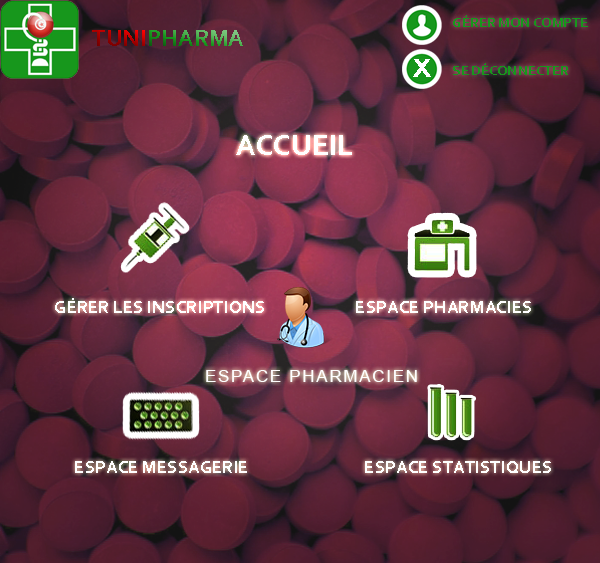 TUNIPHARMA
GÉRER MON COMPTE
X
SE DÉCONNECTER
ACCUEIL
GÉRER LES INSCRIPTIONS
ESPACE PHARMACIES
ESPACE PHARMACIEN
ESPACE MESSAGERIE
ESPACE STATISTIQUES